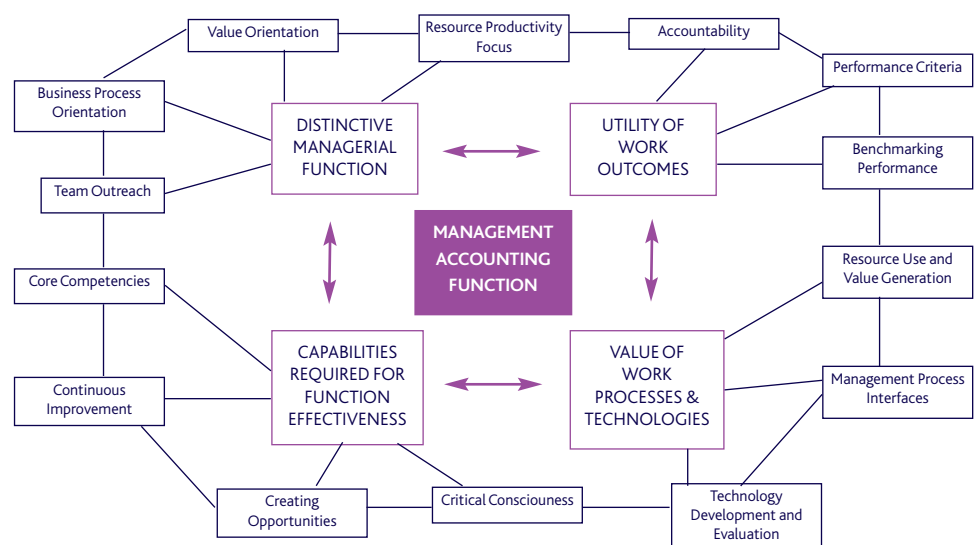 Value Orientation
Resource Productivity
Focus
Accountability
Performance Criteria
Business Process
Orientation
DISTINCTIVE
MANAGERIAL
FUNCTION
UTILITY OF
WORK
OUTCOMES
Benchmarking
Performance
Team Outreach
MANAGEMENT
ACCOUNTING
FUNCTION
Resource Use and
Value Generation
Core Competencies
CAPABILITIES
REQUIRED FOR
FUNCTION
EFFECTIVENESS
VALUE OF
WORK
PROCESSES &
TECHNOLOGIES
Management Process
Interfaces
Continuous
Improvement
Creating
Opportunities
Critical Consciouness
Technology
Development and
Evaluation